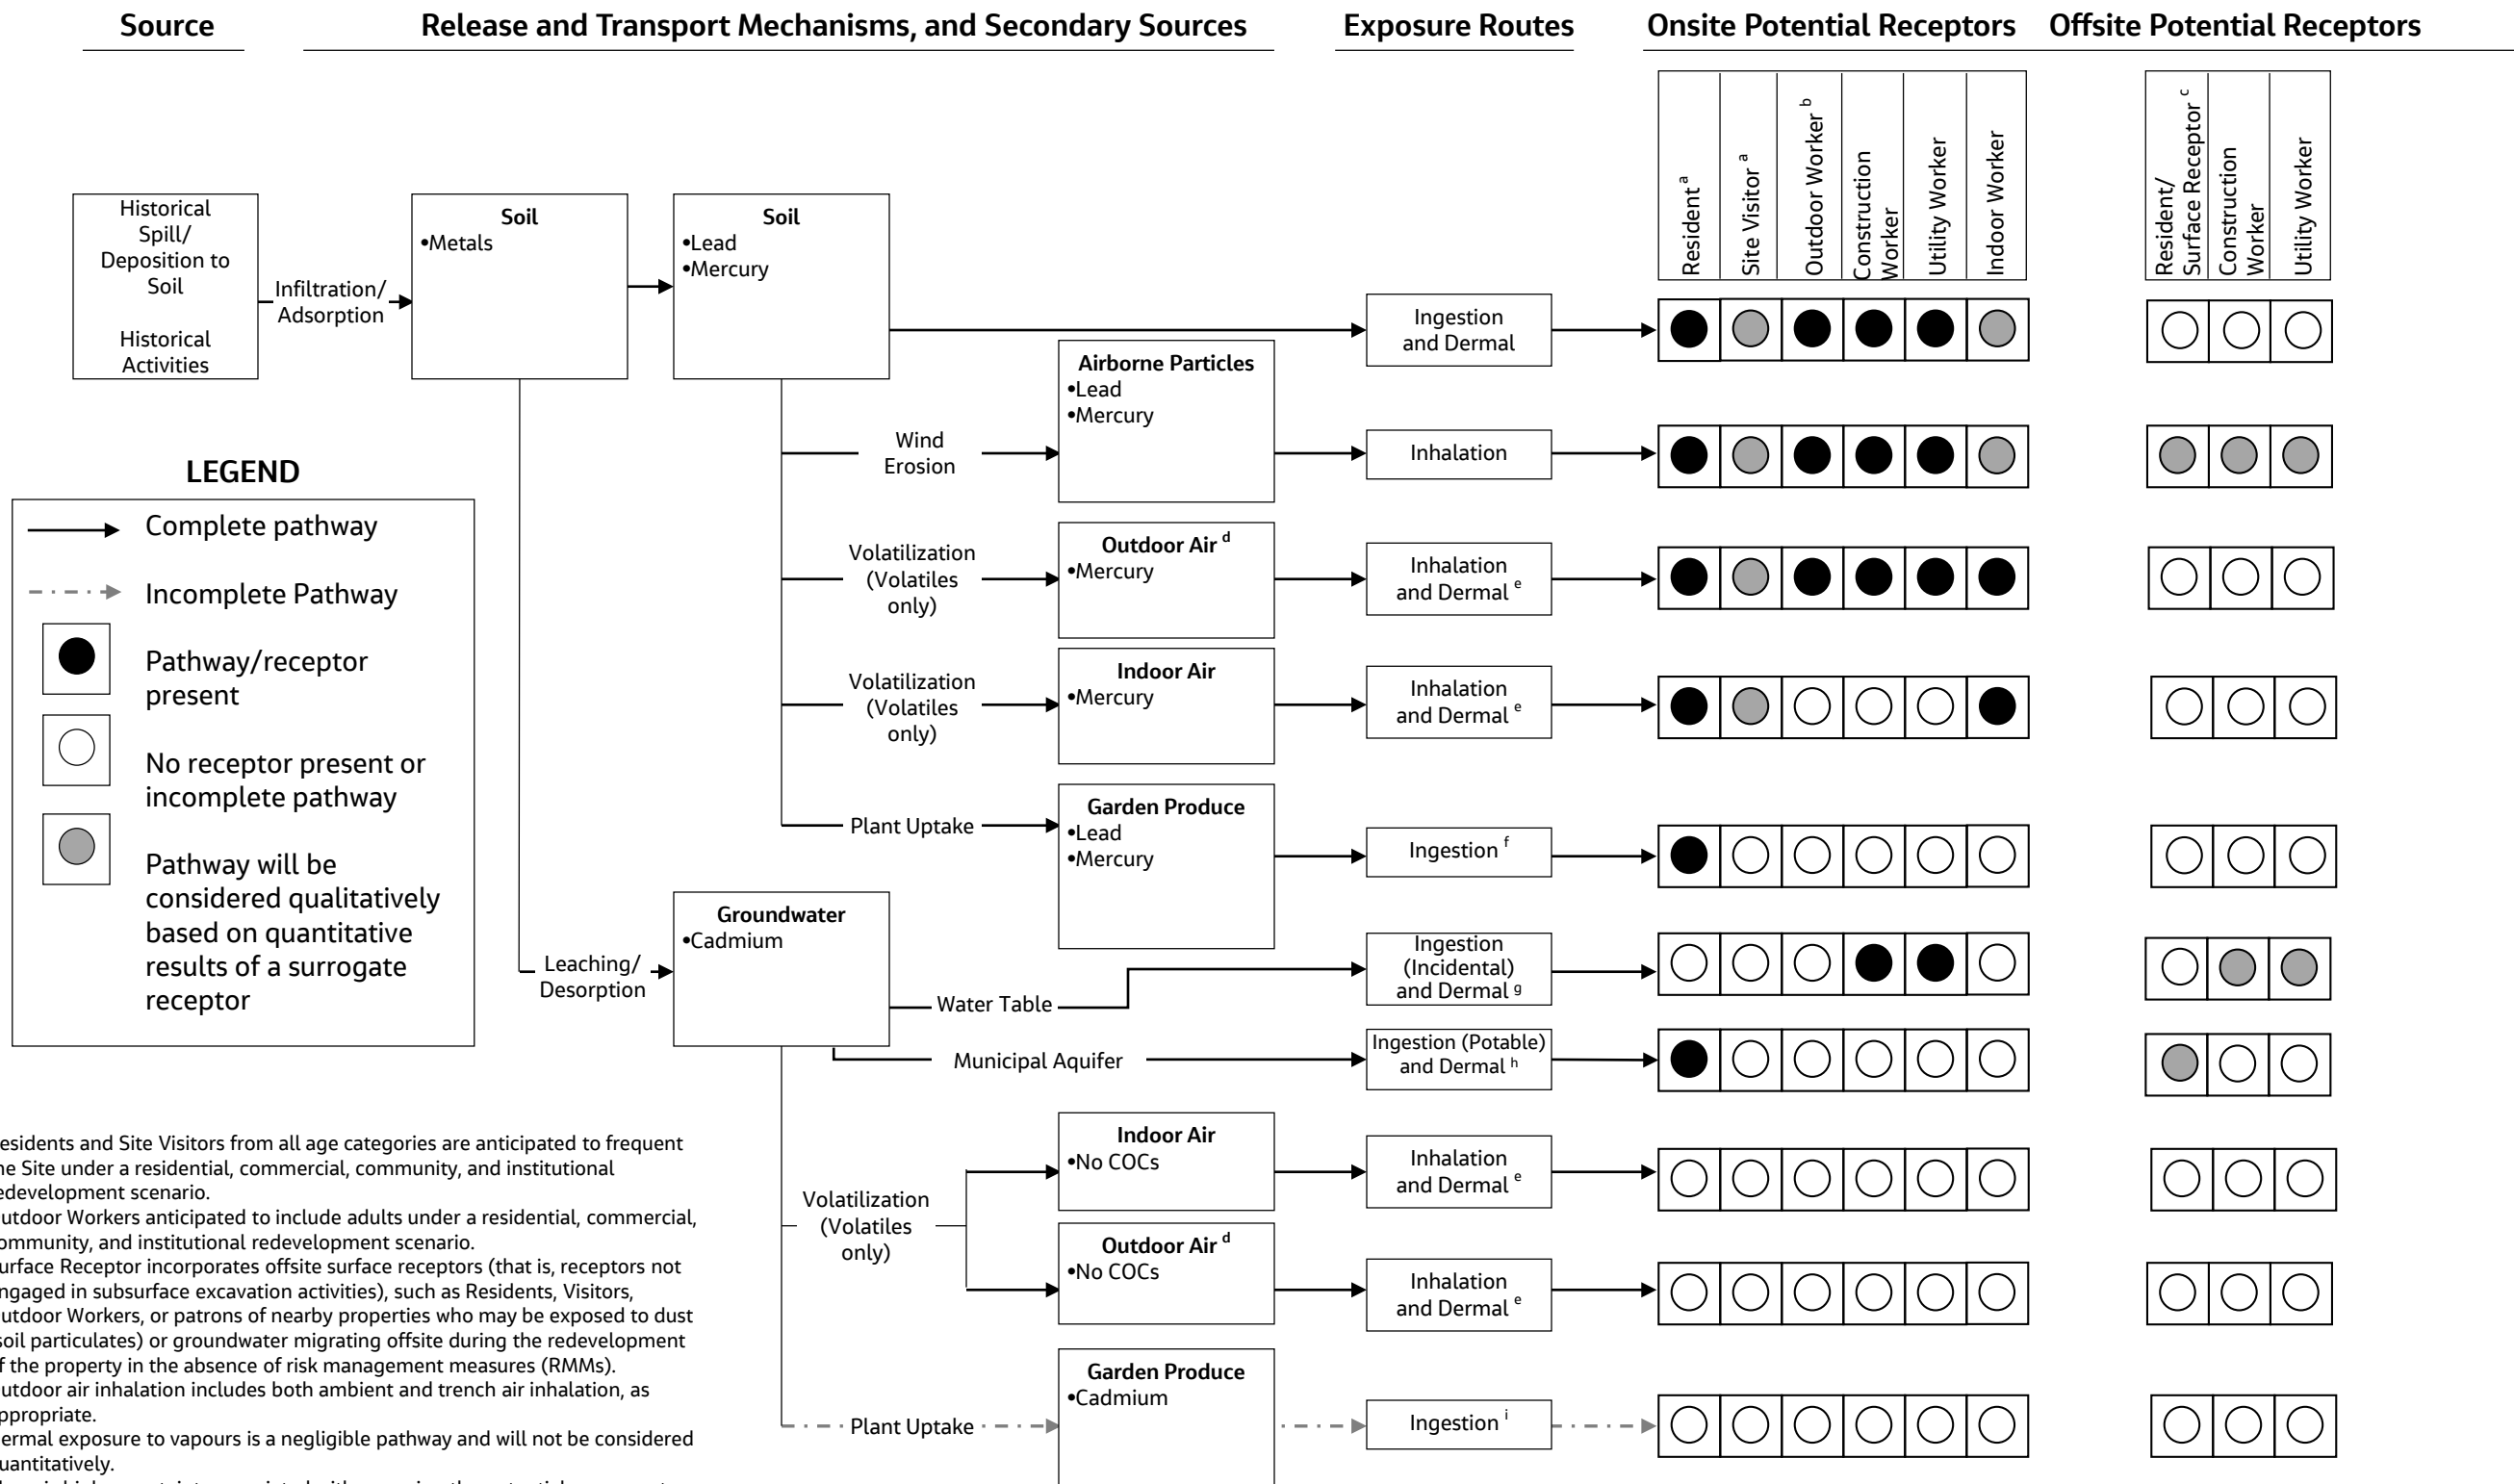 Source
Release and Transport Mechanisms, and Secondary Sources
Exposure Routes
Onsite Potential Receptors
Offsite Potential Receptors
Resident a
Site Visitor a
Outdoor Worker b
Construction
Worker
Utility Worker
Indoor Worker
Resident/
Surface Receptor c
Construction
Worker
Utility Worker
Historical
Spill/
Deposition to
Soil
Historical
Activities
Infiltration/
Adsorption
Soil
•Metals
Soil
•Lead
•Mercury
Ingestion
and Dermal
Airborne Particles
•Lead
•Mercury
Wind
Erosion
Inhalation
Volatilization
(Volatiles
only)
Outdoor Air d
•Mercury
Inhalation
and Dermal e
Volatilization
(Volatiles
only)
Indoor Air
•Mercury
Inhalation
and Dermal e
Plant Uptake
Garden Produce
•Lead
•Mercury
Ingestion f
LEGEND
Complete pathway
Incomplete Pathway
Pathway/receptor
present
No receptor present or
incomplete pathway
Pathway will be
considered qualitatively
based on quantitative
results of a surrogate
receptor
Leaching/
Desorption
Groundwater
•Cadmium
Water Table
Ingestion
(Incidental)
and Dermal g
Municipal Aquifer
Ingestion (Potable)
and Dermal h
Volatilization
(Volatiles
only)
Indoor Air
•No COCs
Inhalation
and Dermal e
Outdoor Air d
•No COCs
Inhalation
and Dermal e
Plant Uptake
Garden Produce
•Cadmium
Ingestion i
esidents and Site Visitors from all age categories are anticipated to frequent
he Site under a residential, commercial, community, and institutional
edevelopment scenario.
utdoor Workers anticipated to include adults under a residential, commercial,
ommunity, and institutional redevelopment scenario.
urface Receptor incorporates offsite surface receptors (that is, receptors not
ngaged in subsurface excavation activities), such as Residents, Visitors,
utdoor Workers, or patrons of nearby properties who may be exposed to dust
soil particulates) or groundwater migrating offsite during the redevelopment
f the property in the absence of risk management measures (RMMs).
utdoor air inhalation includes both ambient and trench air inhalation, as
ppropriate.
ermal exposure to vapours is a negligible pathway and will not be considered
uantitatively.